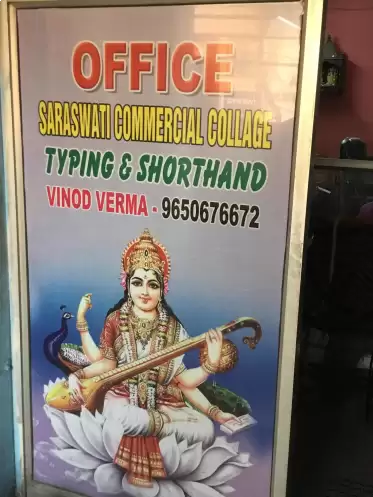 OFFICE
SARASWATI COMMERCIAL COLLAGE
TYPING & SHORTHAND
VINOD VERMA - 9650676672